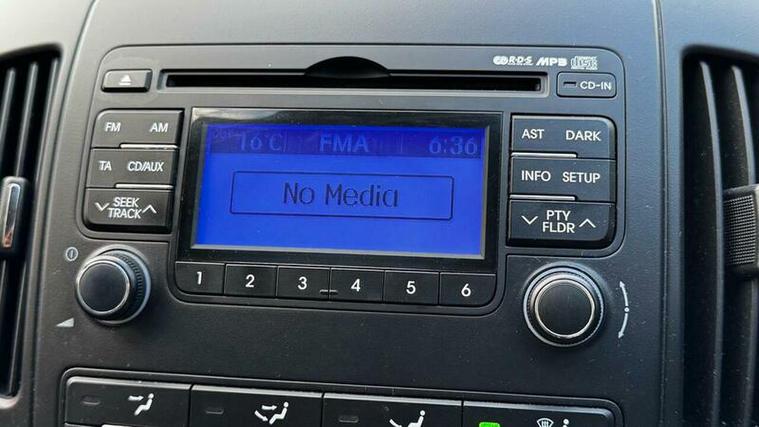 R·D·S MP3
CD-IN
FM AM
TA CD/AUX
SEEK
TRACK
16°C FMA 6:36
No Media
AST DARK
INFO SETUP
PTY
FLDR
1 2 3 4 5 6